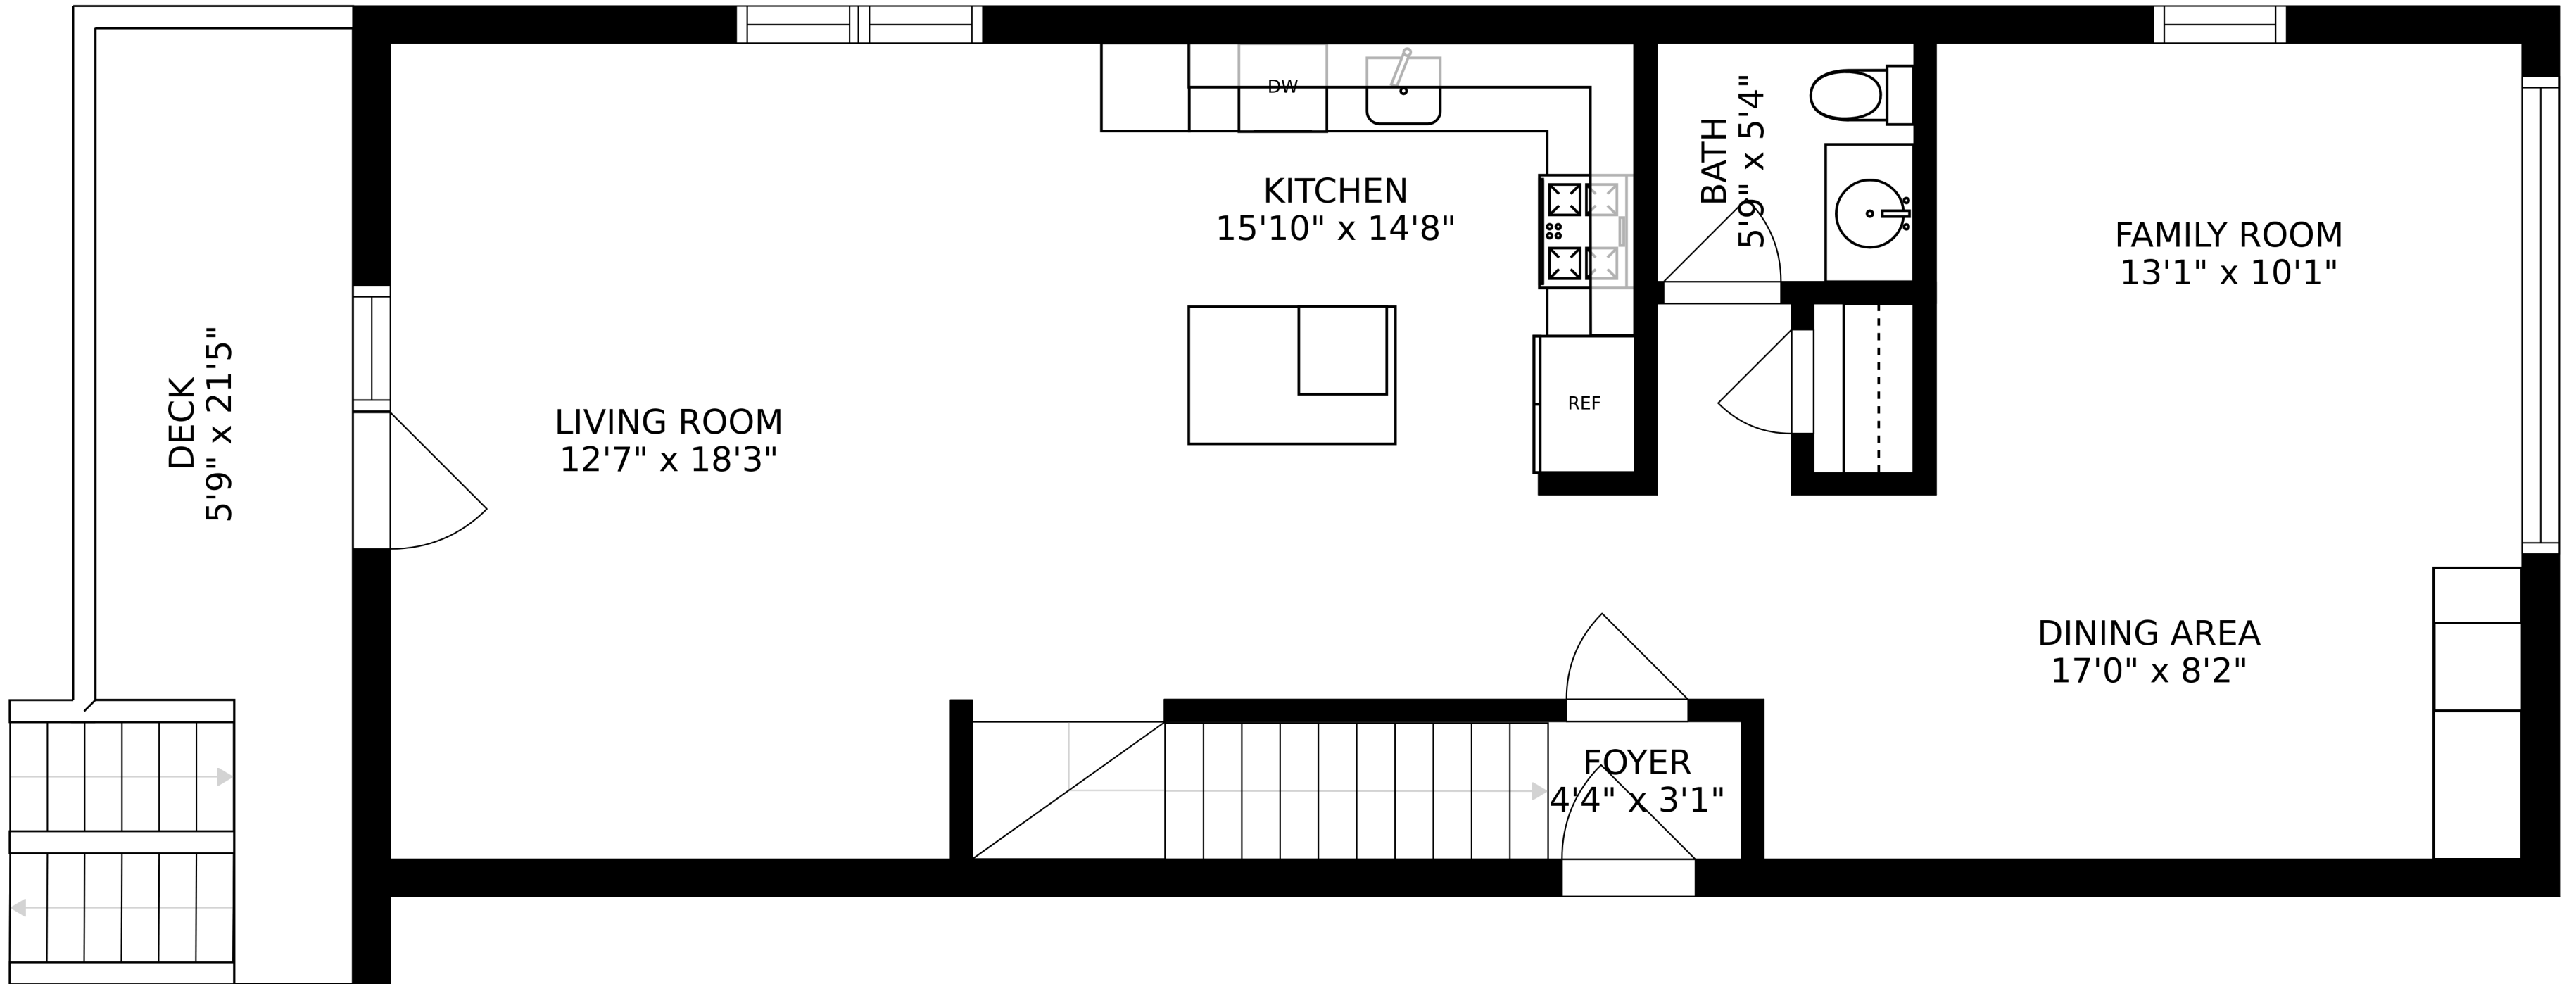 DECK
5'9" x 21'5"
LIVING ROOM
12'7" x 18'3"
DW
KITCHEN
15'10" x 14'8"
REF
BATH
5'9" x 5'4"
FAMILY ROOM
13'1" x 10'1"
DINING AREA
17'0" x 8'2"
FOYER
4'4" x 3'1"